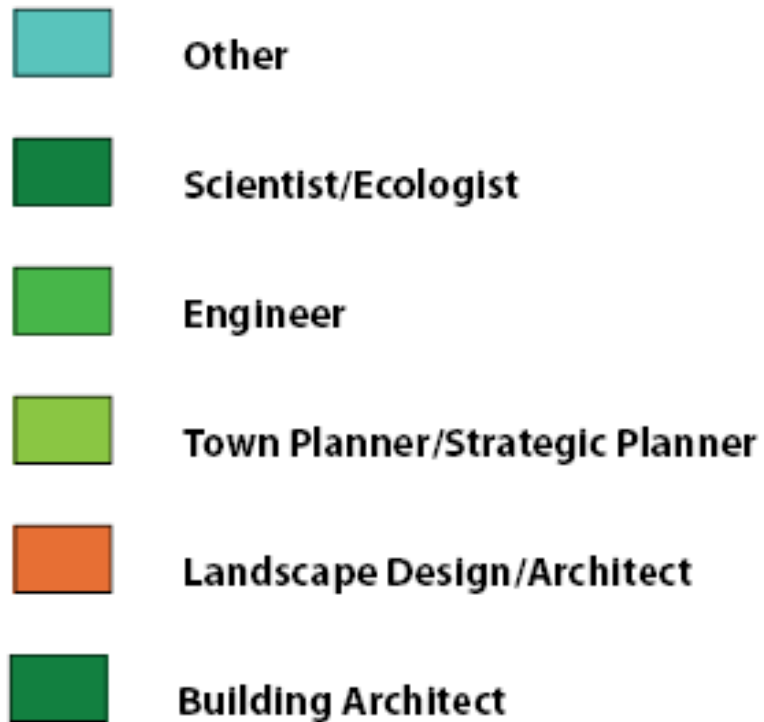 Other
Scientist/Ecologist
Engineer
Town Planner/Strategic Planner
Landscape Design/Architect
Building Architect